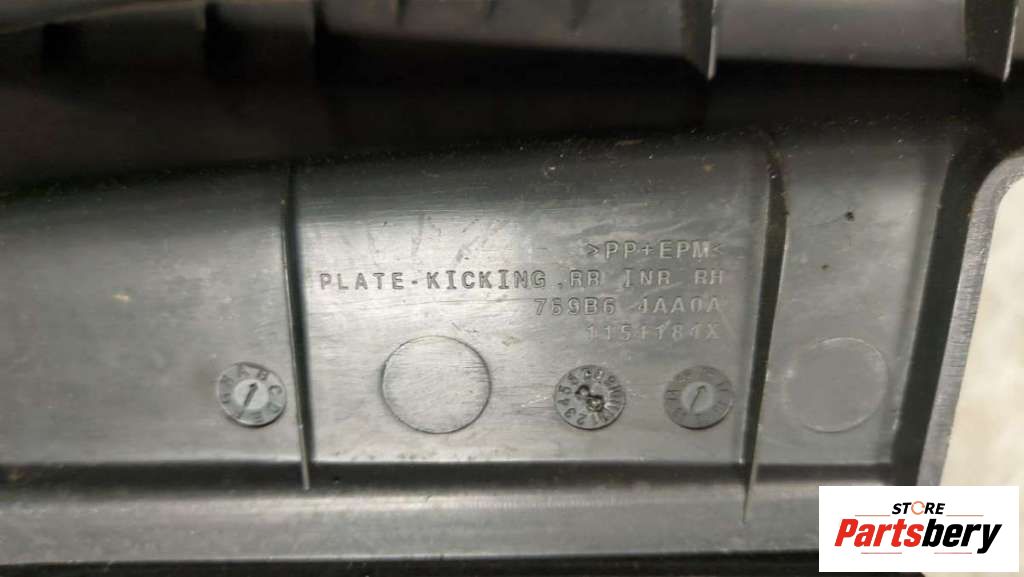 >PP+EPM<
PLATE-KICKING,RR INR RH
769B6 4AA0A
1151184X
STORE
Partsbery